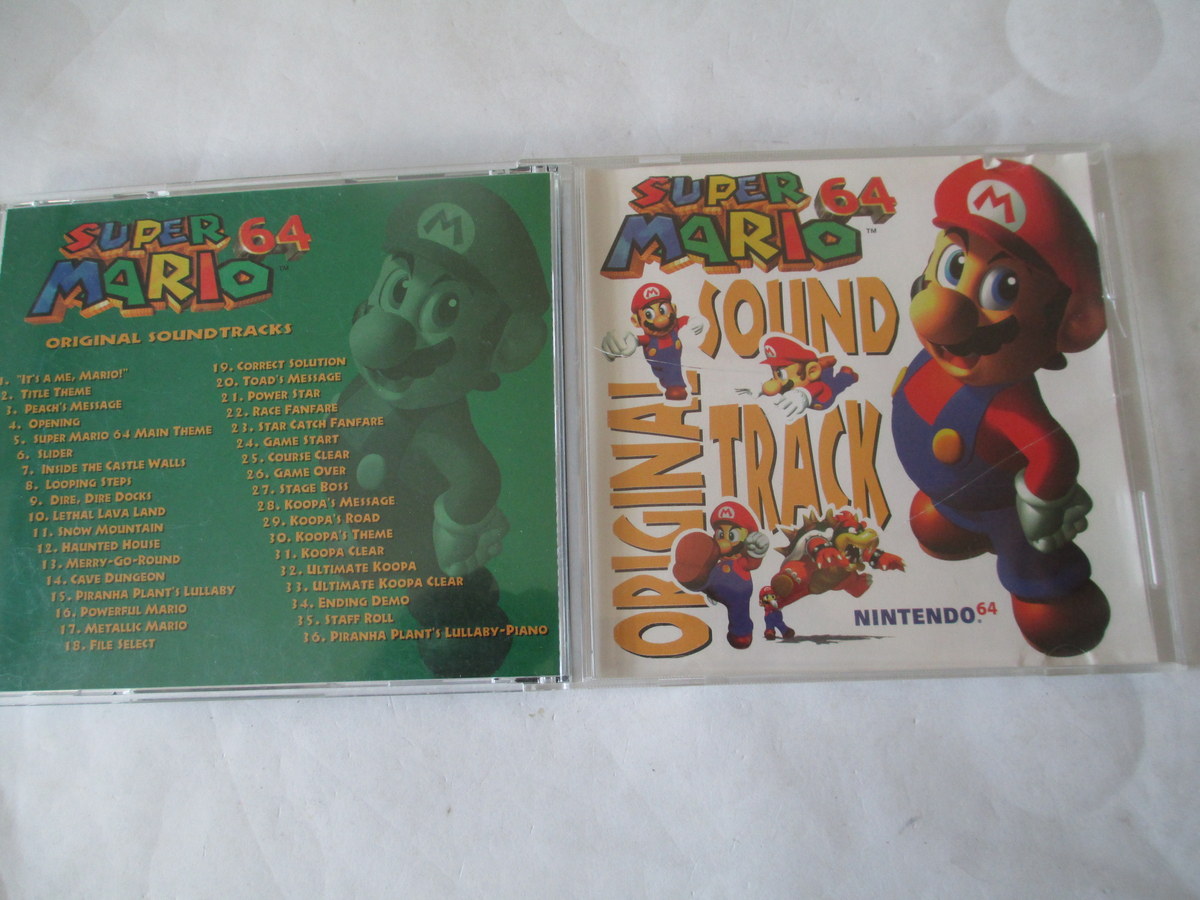 SUPER
MARIO 64
TM
ORIGINAL SOUNDTRACKS
1. "IT'S A ME, MARIO!"
2. TITLE THEME
3. PEACH'S MESSAGE
4. OPENING
5. SUPER MARIO 64 MAIN THEME
6. SLIDER
7. INSIDE THE CASTLE WALLS
8. LOOPING STEPS
9. DIRE, DIRE DOCKS
10. LETHAL LAVA LAND
11. SNOW MOUNTAIN
12. HAUNTED HOUSE
13. MERRY-GO-ROUND
14. CAVE DUNGEON
15. PIRANHA PLANT'S LULLABY
16. POWERFUL MARIO
17. METALLIC MARIO
18. FILE SELECT
19. CORRECT SOLUTION
20. TOAD'S MESSAGE
21. POWER STAR
22. RACE FANFARE
23. STAR CATCH FANFARE
24. GAME START
25. COURSE CLEAR
26. GAME OVER
27. STAGE BOSS
28. KOOPA'S MESSAGE
29. KOOPA'S ROAD
30. KOOPA'S THEME
31. KOOPA CLEAR
32. ULTIMATE KOOPA
33. ULTIMATE KOOPA CLEAR
34. ENDING DEMO
35. STAFF ROLL
36. PIRANHA PLANT'S LULLABY-PIANO
M
SUPER
MARIO 64
TM
ORIGINAL
SOUND
TRACK
M
M
M
NINTENDO64